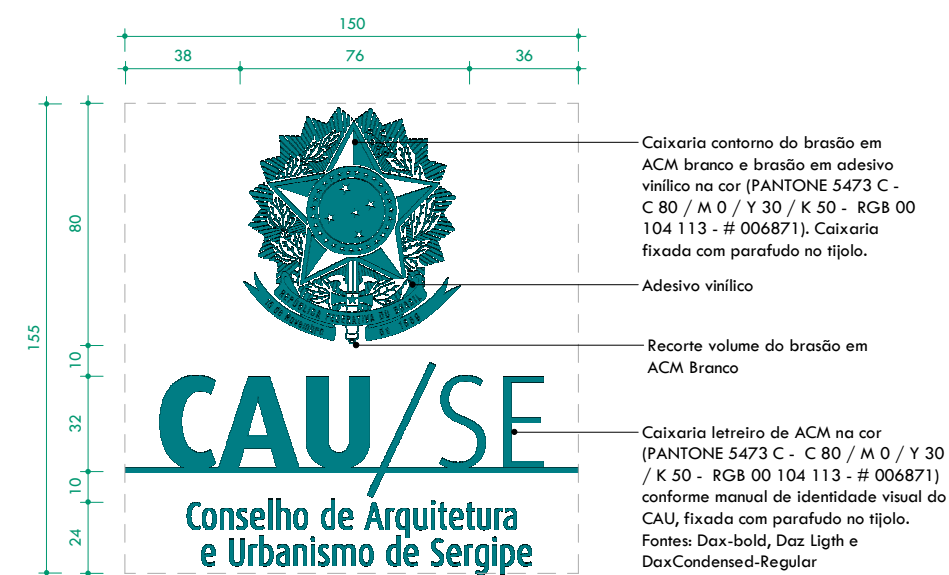 150
38 76 36
Caixaria contorno do brasão em
ACM branco e brasão em adesivo
vinílico na cor (PANTONE 5473 C -
C 80 / M 0 / Y 30 / K 50 - RGB 00
104 113 - # 006871). Caixaria
fixada com parafudo no tijolo.
80
Adesivo vinílico
REPÚBLICA FEDERATIVA DO BRASIL
155
10
Recorte volume do brasão em
ACM Branco
CAU/SE
32
Caixaria letreiro de ACM na cor
(PANTONE 5473 C - C 80 / M 0 / Y 30
/ K 50 - RGB 00 104 113 - # 006871)
conforme manual de identidade visual do
CAU, fixada com parafudo no tijolo.
Fontes: Dax-bold, Daz Ligth e
DaxCondensed-Regular
10
24
Conselho de Arquitetura
e Urbanismo de Sergipe